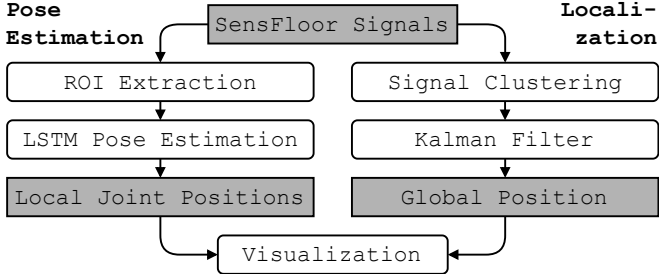 Pose
Estimation
SensFloor Signals
Locali-
zation
ROI Extraction
Signal Clustering
LSTM Pose Estimation
Kalman Filter
Local Joint Positions
Global Position
Visualization